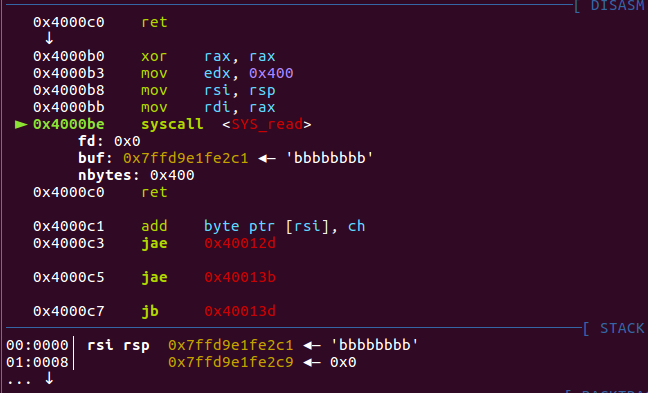 [ DISASM
0x4000c0 ret
↓
0x4000b0 xor rax, rax
0x4000b3 mov edx, 0x400
0x4000b8 mov rsi, rsp
0x4000bb mov rdi, rax
► 0x4000be syscall <SYS_read>
fd: 0x0
buf: 0x7ffd9e1fe2c1 ◂— 'bbbbbbbb'
nbytes: 0x400
0x4000c0 ret
0x4000c1 add byte ptr [rsi], ch
0x4000c3 jae 0x40012d
0x4000c5 jae 0x40013b
0x4000c7 jb 0x40013d
[ STACK
00:0000│ rsi rsp 0x7ffd9e1fe2c1 ◂— 'bbbbbbbb'
01:0008│ 0x7ffd9e1fe2c9 ◂— 0x0
... ↓